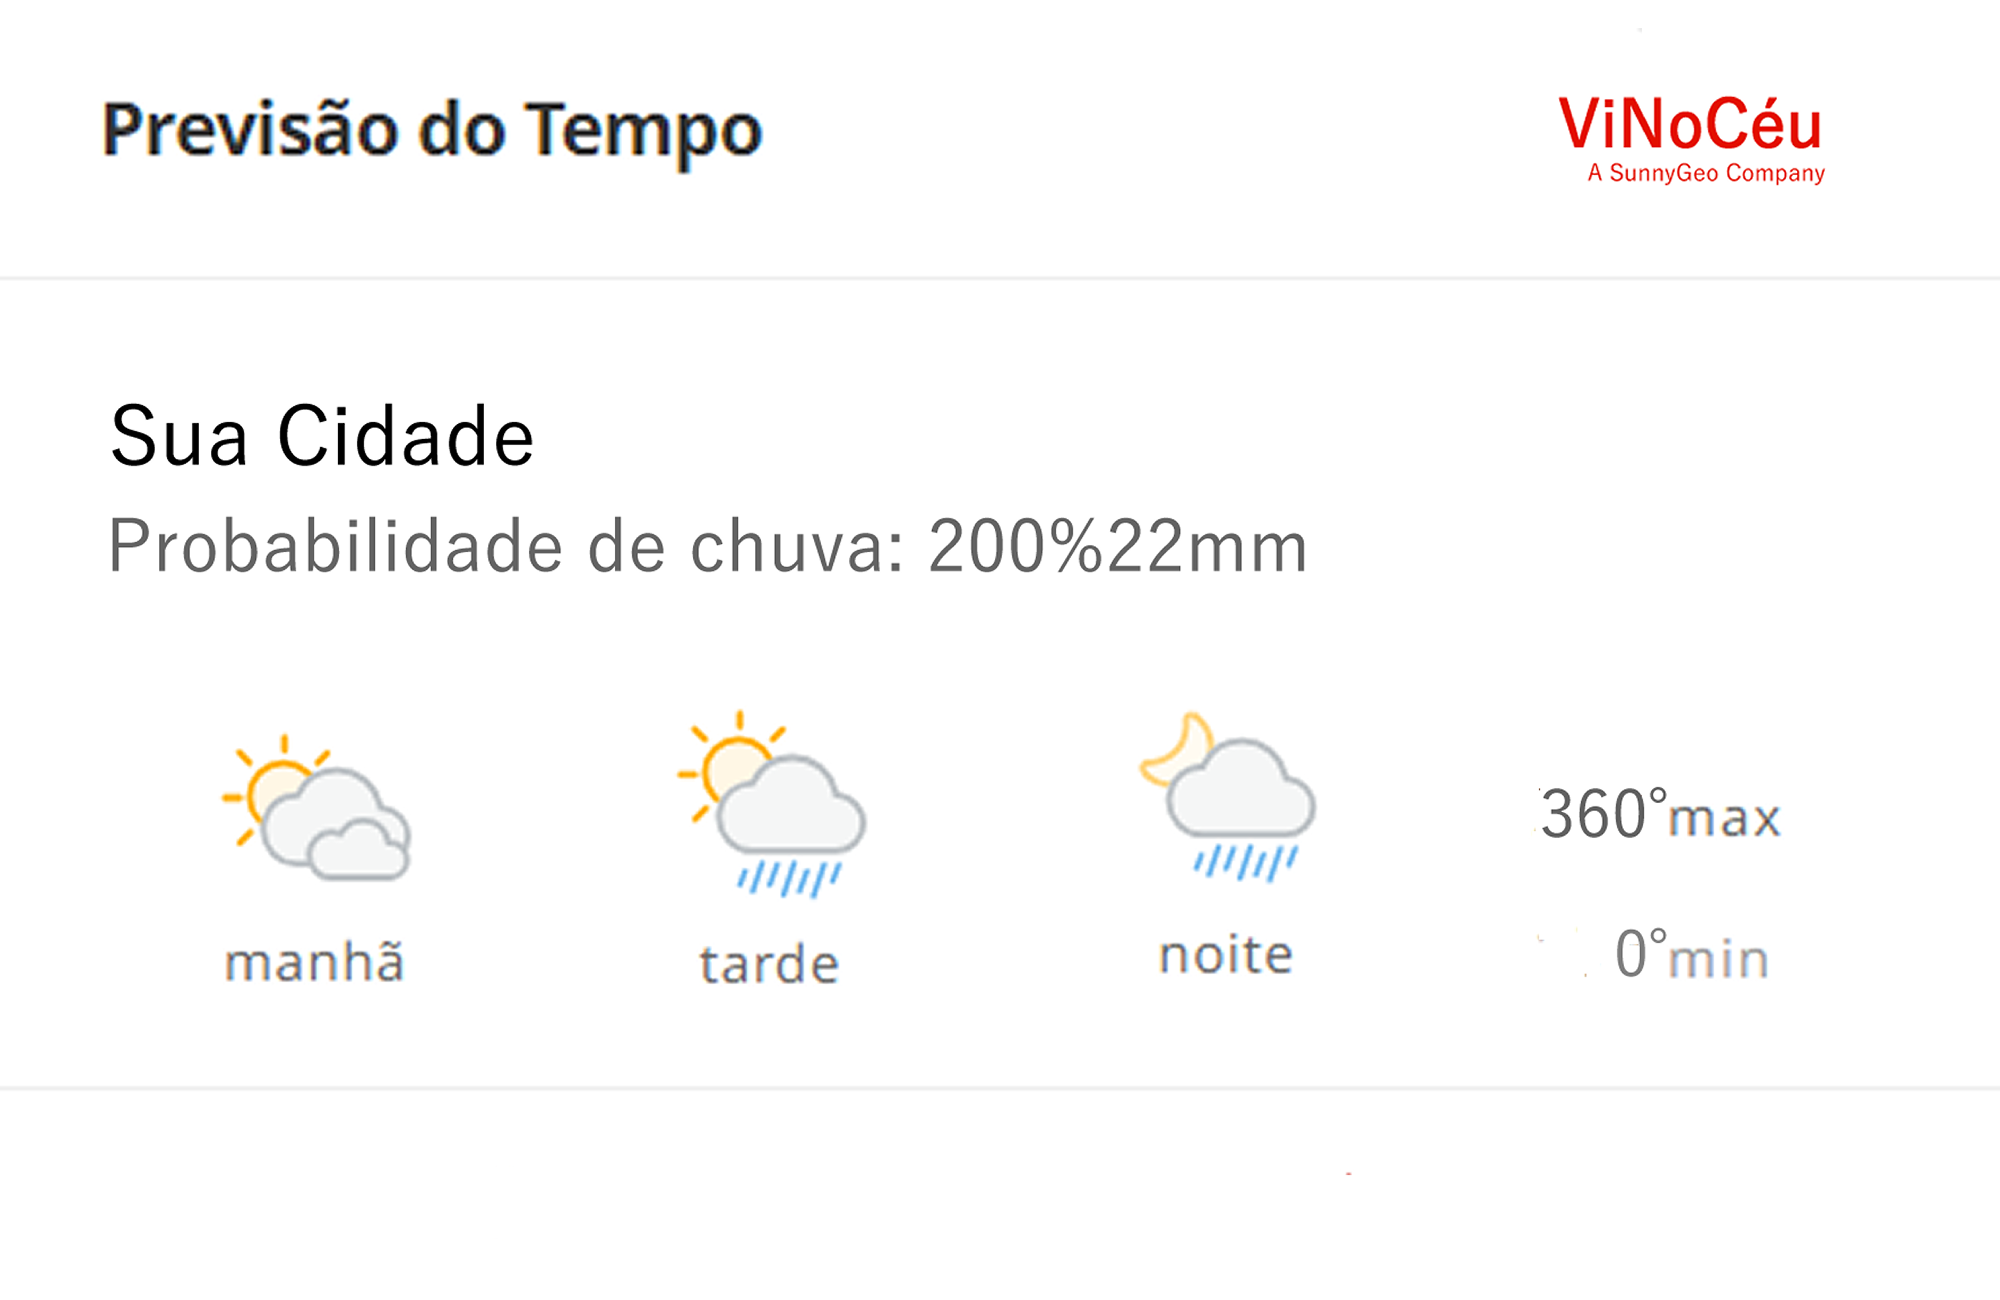 Previsão do Tempo
ViNoCéu
A SunnyGeo Company
Sua Cidade
Probabilidade de chuva: 200%22mm
manhã
tarde
noite
360°max
0°min